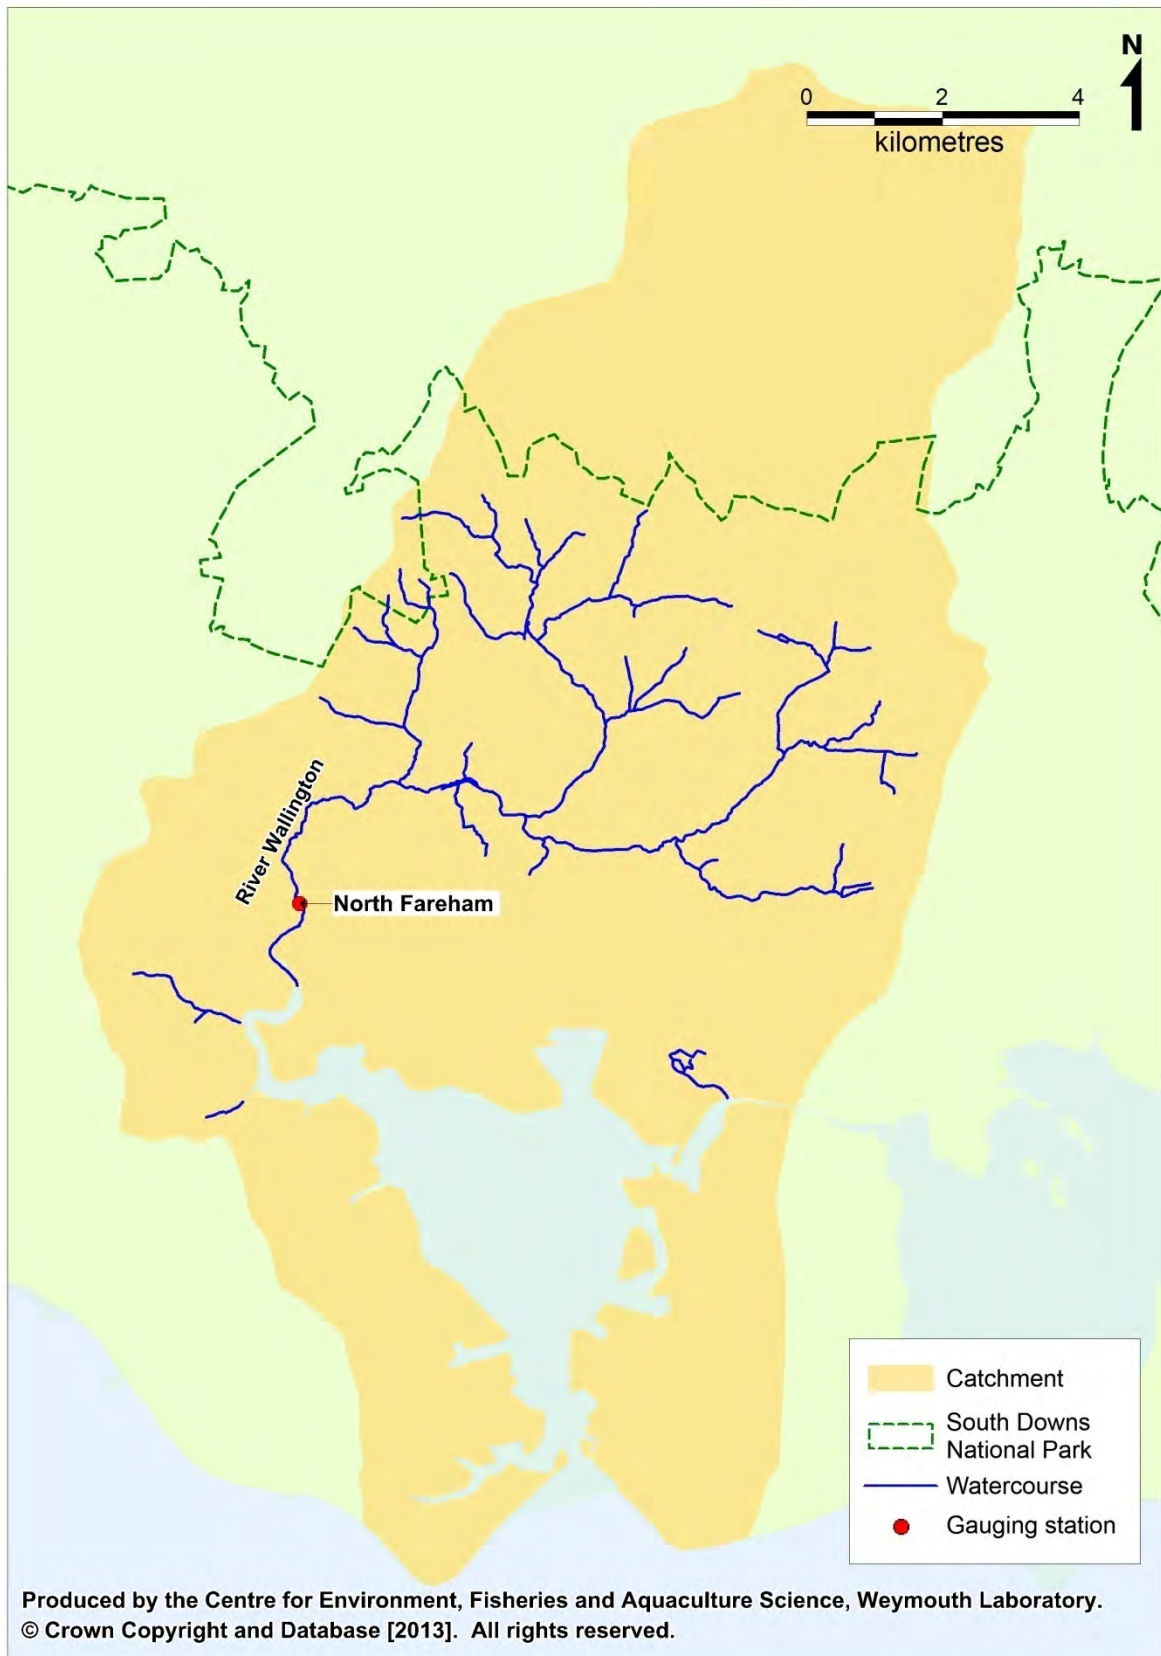 N
0 2 4
kilometres
River Wallington
North Fareham
Catchment
South Downs
National Park
Watercourse
Gauging station
Produced by the Centre for Environment, Fisheries and Aquaculture Science, Weymouth Laboratory.
© Crown Copyright and Database [2013]. All rights reserved.